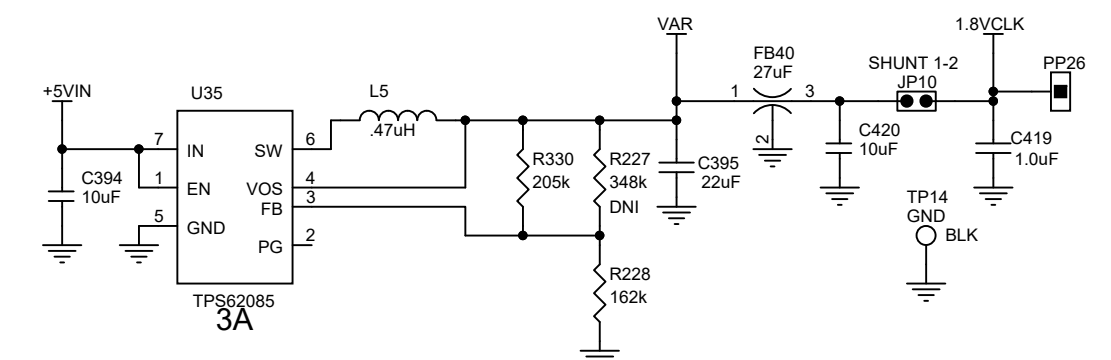 VAR
1.8VCLK
FB40
27uF
SHUNT 1-2
JP10
PP26
+5VIN
U35
L5
.47uH
1
3
2
7
IN
SW
6
C394
10uF
1
EN
VOS
4
FB
3
5
GND
PG
2
R330
205k
R227
348k
DNI
C395
22uF
C420
10uF
C419
1.0uF
TP14
GND
BLK
R228
162k
TPS62085
3A